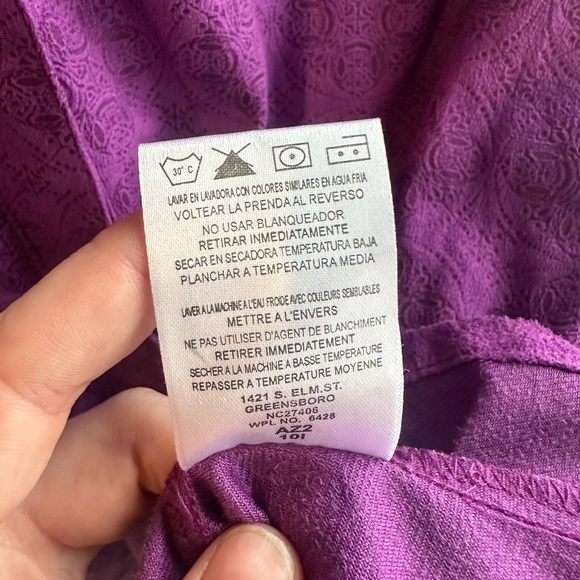 30° C
LAVAR EN LAVADORA CON COLORES SIMILARES EN AGUA FRIA
VOLTEAR LA PRENDA AL REVERSO
NO USAR BLANQUEADOR
RETIRAR INMEDIATAMENTE
SECAR EN SECADORA TEMPERATURA BAJA
PLANCHAR A TEMPERATURA MEDIA
LAVER A LA MACHINE A L'EAU FROIDE AVEC COULEURS SEMBLABLES
METTRE A L'ENVERS
NE PAS UTILISER D'AGENT DE BLANCHIMENT
RETIRER IMMEDIATEMENT
SECHER A LA MACHINE A BASSE TEMPERATURE
REPASSER A TEMPERATURE MOYENNE
1421 S. ELM.ST.
GREENSBORO
NC27406
WPL NO. 6428
AZ2